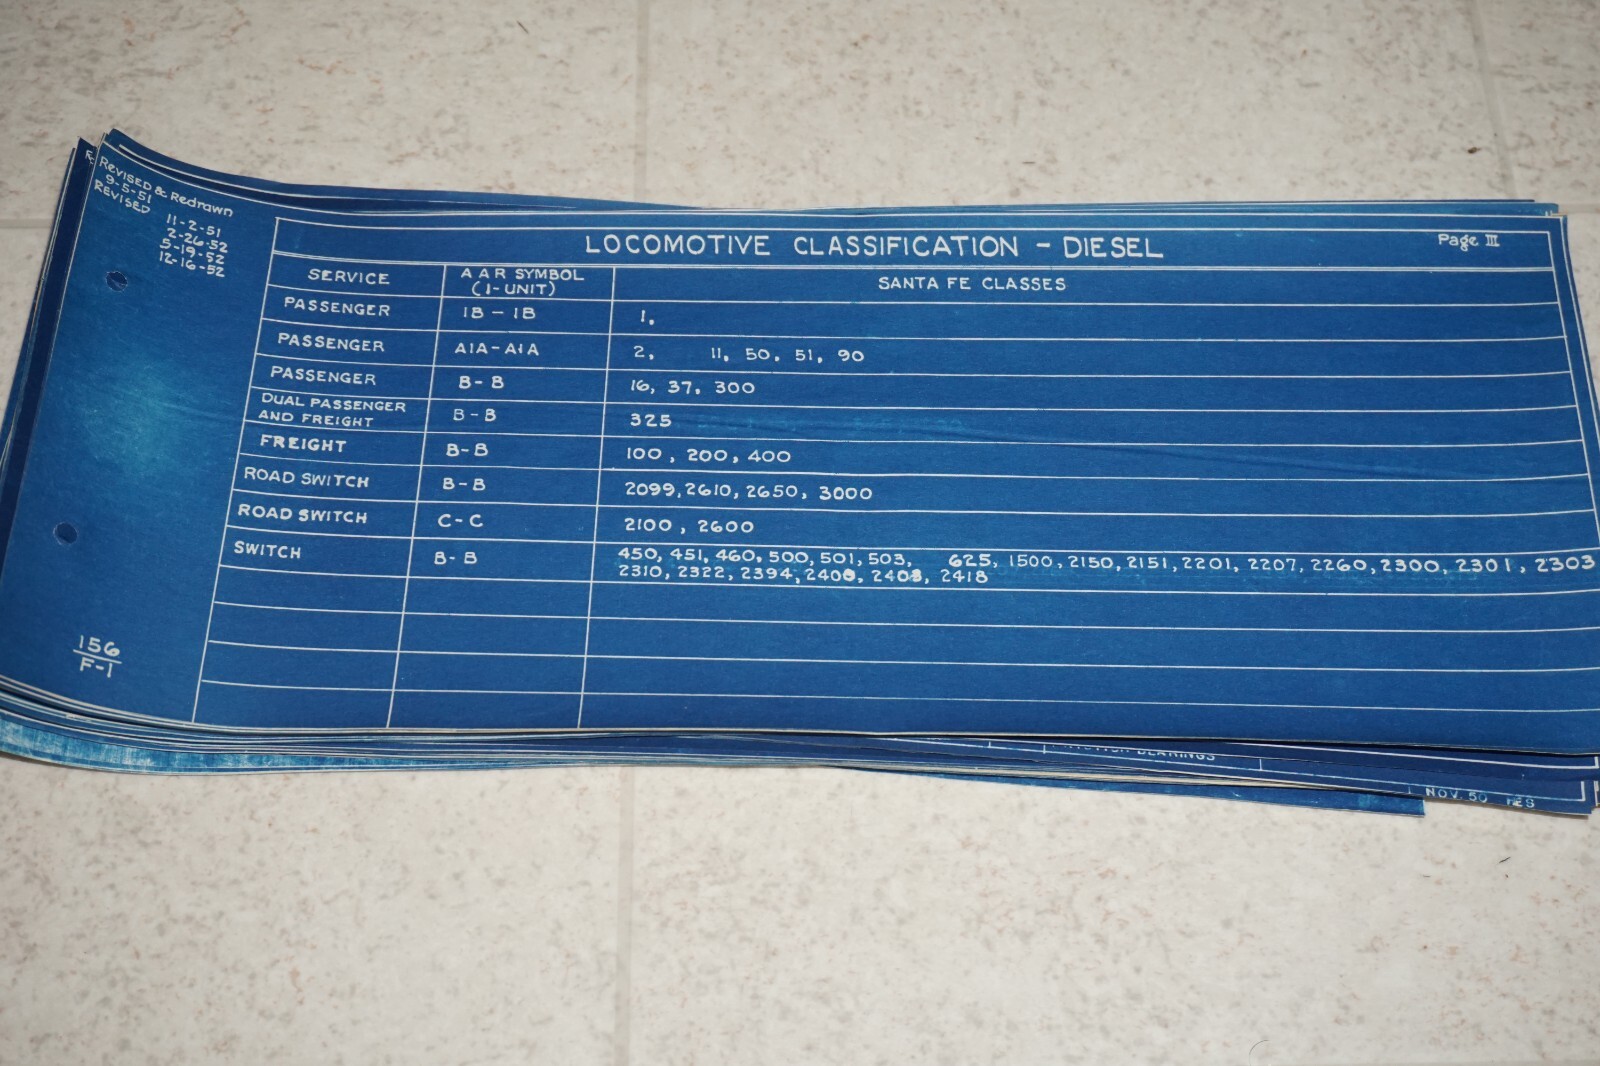 Revised & Redrawn
9-5-51
REVISED
11-2-51
2-26-52
5-19-52
12-16-52
LOCOMOTIVE CLASSIFICATION - DIESEL
Page III
SERVICE
AAR SYMBOL
(1-UNIT)
SANTA FE CLASSES
PASSENGER
1B - 1B
1,
PASSENGER
A1A-A1A
2, 11, 50, 51, 90
PASSENGER
B-B
16, 37, 300
DUAL PASSENGER
AND FREIGHT
B-B
325
FREIGHT
B-B
100, 200, 400
ROAD SWITCH
B-B
2099, 2610, 2650, 3000
ROAD SWITCH
C-C
2100, 2600
SWITCH
B-B
450, 451, 460, 500, 501, 503, 625, 1500, 2150, 2151, 2201, 2207, 2260, 2300, 2301, 2303
2310, 2322, 2394, 2400, 2403, 2418
156
F-1
BEARINGS
NOV. 50